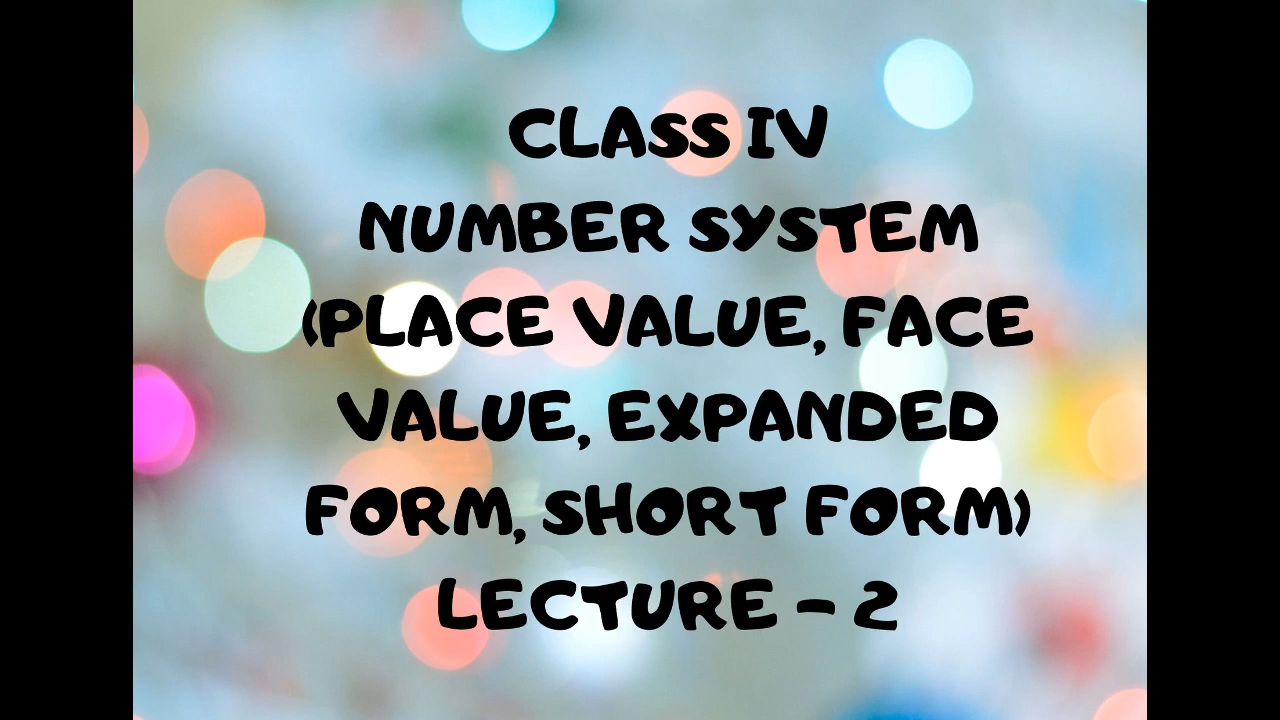 CLASS IV
NUMBER SYSTEM
(PLACE VALUE, FACE
VALUE, EXPANDED
FORM, SHORT FORM)
LECTURE - 2